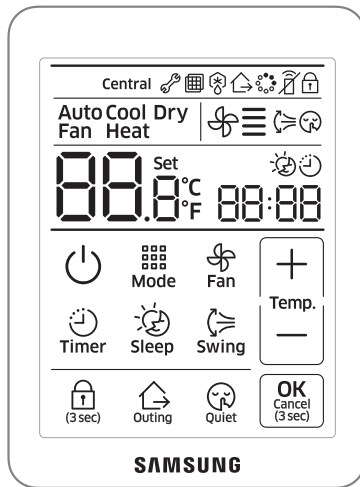 Central
Auto Cool Dry
Fan Heat
Set
88.8 °C °F 88:88
Mode Fan
Temp.
Timer Sleep Swing
(3 sec) Outing Quiet
OK
Cancel
(3 sec)
SAMSUNG